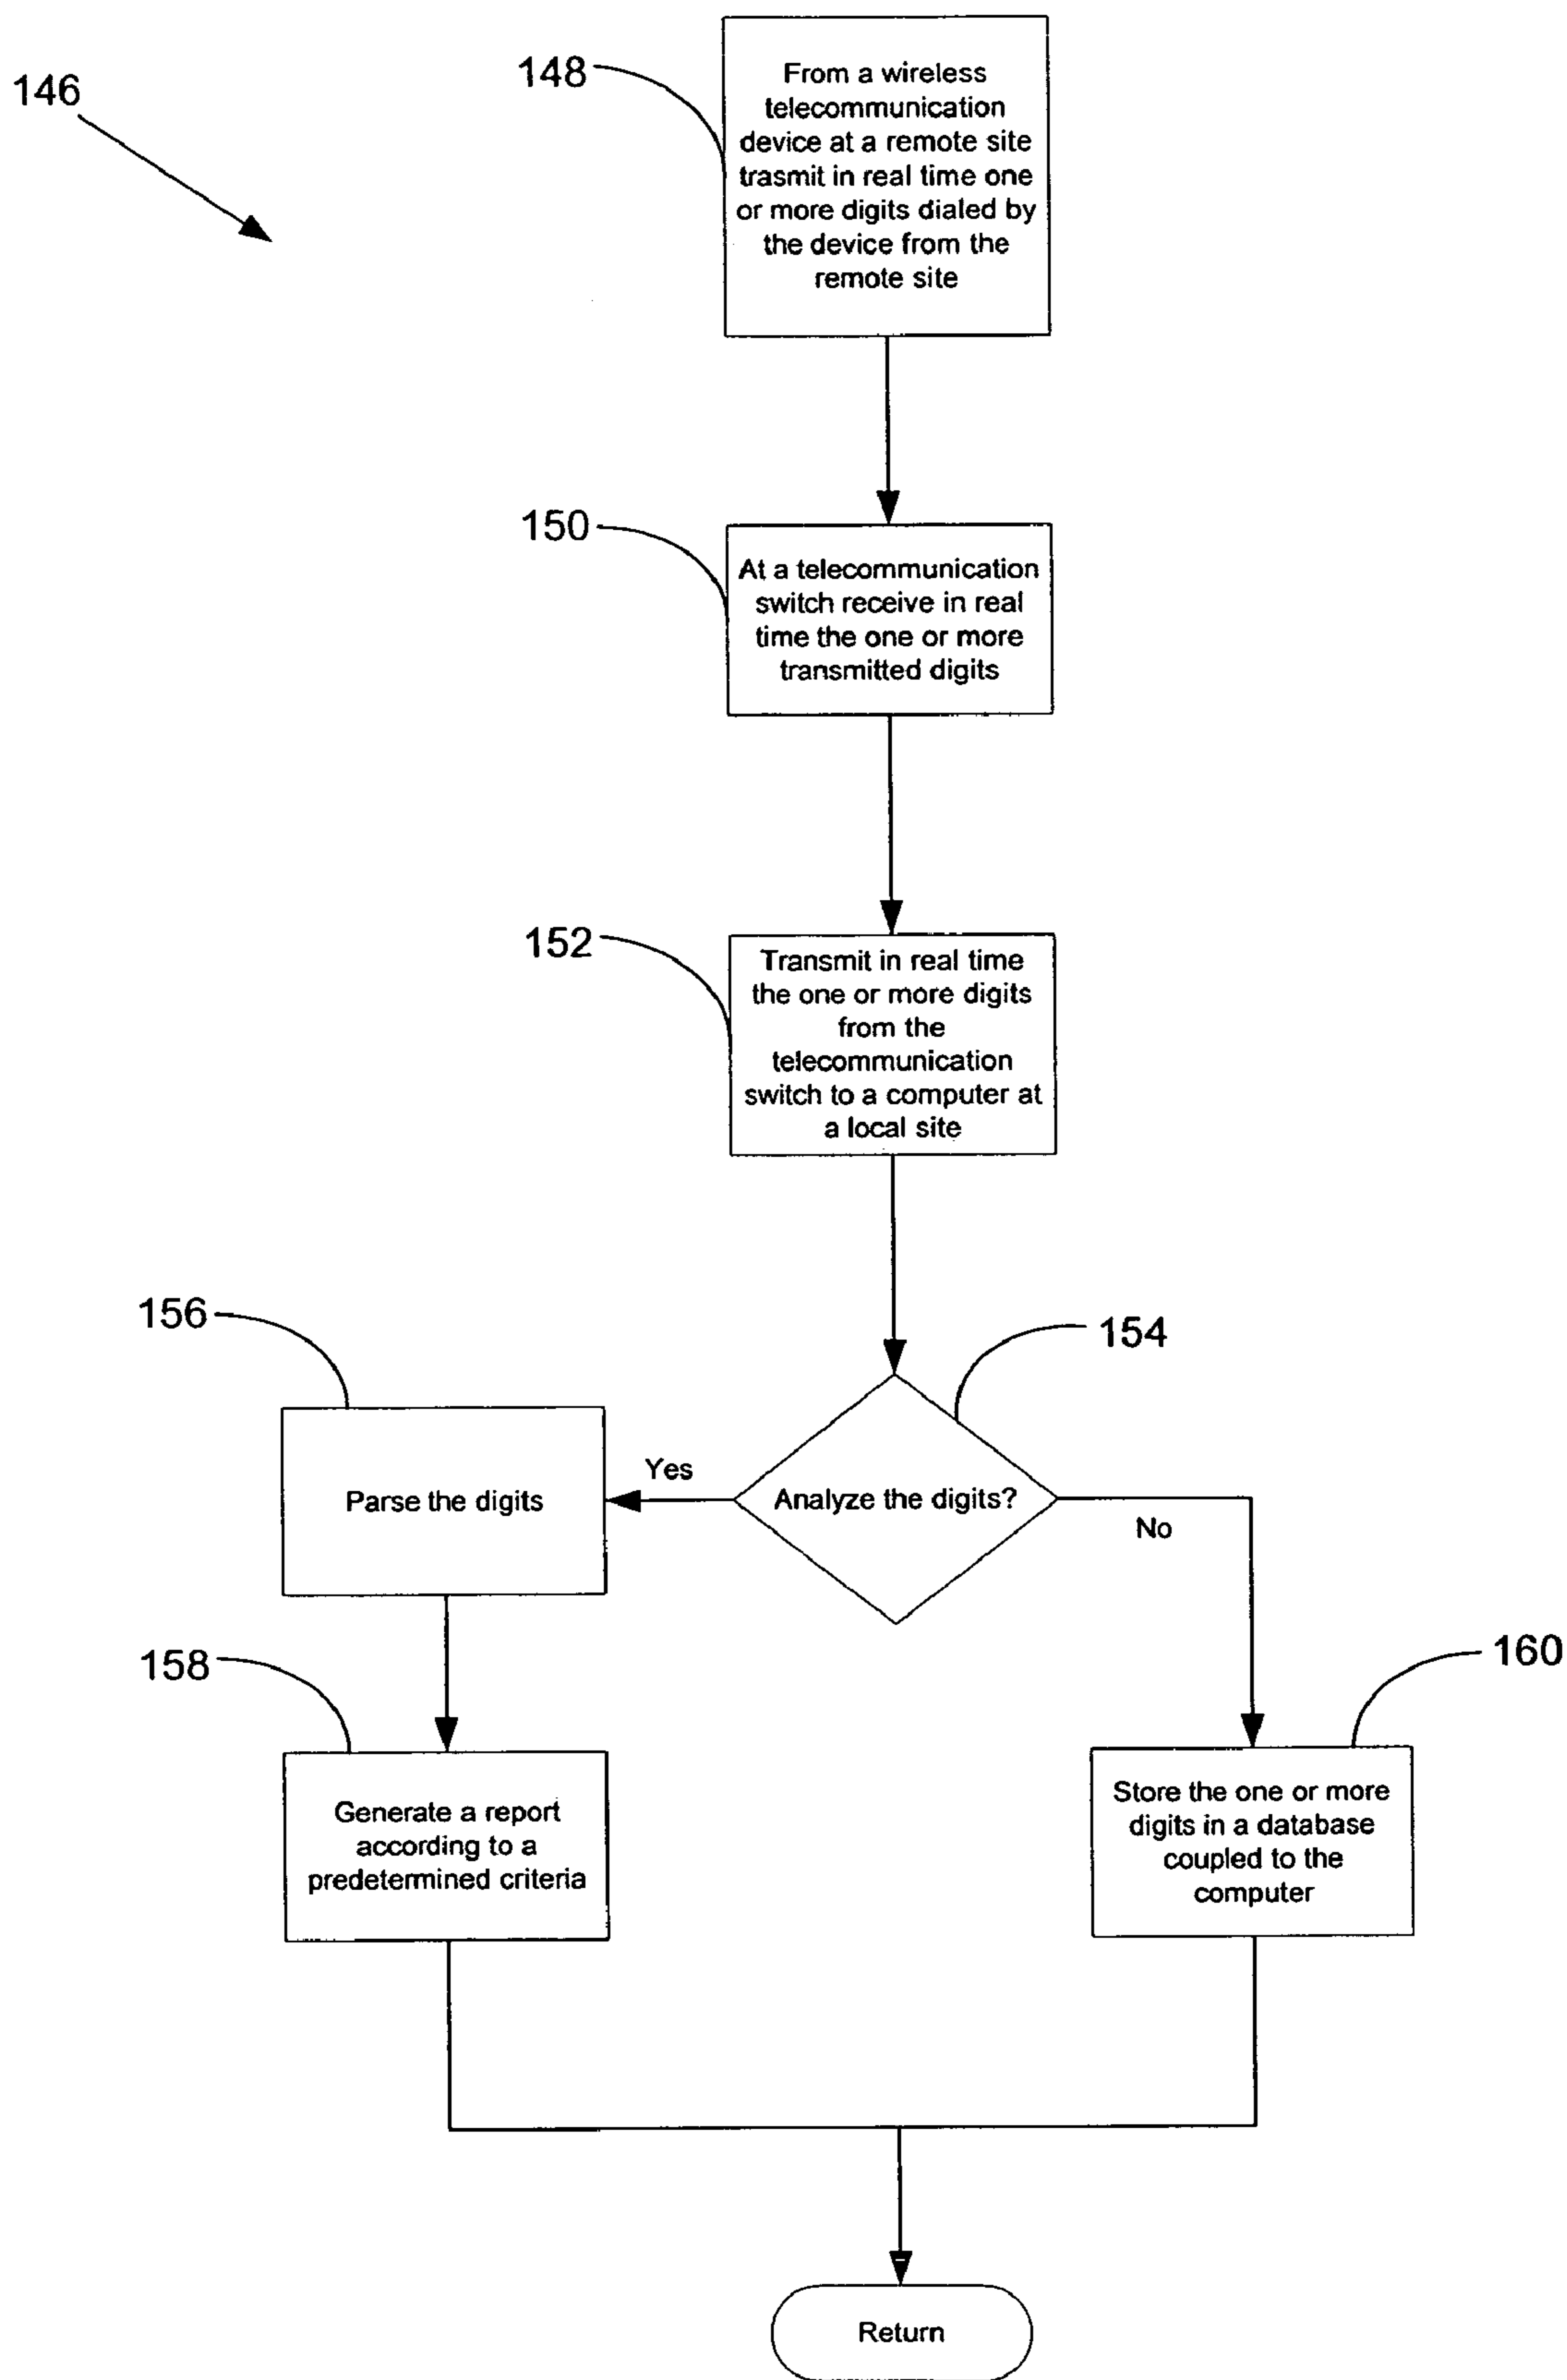 146
148
From a wireless
telecommunication
device at a remote site
trasmit in real time one
or more digits dialed by
the device from the
remote site
150
At a telecommunication
switch receive in real
time the one or more
transmitted digits
152
Transmit in real time
the one or more digits
from the
telecommunication
switch to a computer at
a local site
154
Analyze the digits?
Yes
No
156
Parse the digits
158
Generate a report
according to a
predetermined criteria
160
Store the one or more
digits in a database
coupled to the
computer
Return